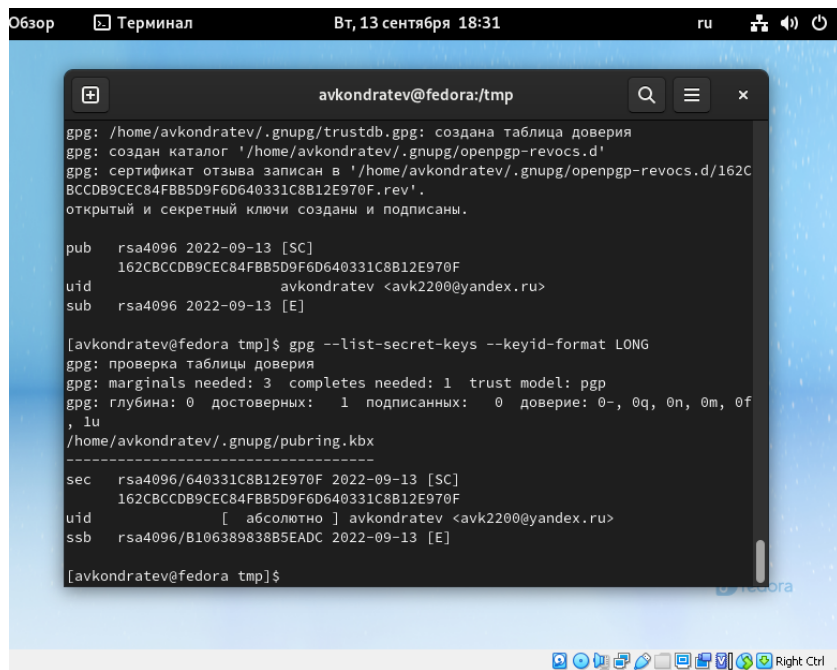 Обзор Терминал Вт, 13 сентября 18:31 ru
avkondratev@fedora:/tmp
gpg: /home/avkondratev/.gnupg/trustdb.gpg: создана таблица доверия
gpg: создан каталог '/home/avkondratev/.gnupg/openpgp-revocs.d'
gpg: сертификат отзыва записан в '/home/avkondratev/.gnupg/openpgp-revocs.d/162C
BCCDB9CEC84FBB5D9F6D640331C8B12E970F.rev'.
открытый и секретный ключи созданы и подписаны.
pub rsa4096 2022-09-13 [SC]
162CBCCDB9CEC84FBB5D9F6D640331C8B12E970F
uid avkondratev <avk2200@yandex.ru>
sub rsa4096 2022-09-13 [E]
[avkondratev@fedora tmp]$ gpg --list-secret-keys --keyid-format LONG
gpg: проверка таблицы доверия
gpg: marginals needed: 3 completes needed: 1 trust model: pgp
gpg: глубина: 0 достоверных: 1 подписанных: 0 доверие: 0-, 0q, 0n, 0m, 0f
, 1u
/home/avkondratev/.gnupg/pubring.kbx
------------------------------------
sec rsa4096/640331C8B12E970F 2022-09-13 [SC]
162CBCCDB9CEC84FBB5D9F6D640331C8B12E970F
uid [ абсолютно ] avkondratev <avk2200@yandex.ru>
ssb rsa4096/B106389838B5EADC 2022-09-13 [E]
[avkondratev@fedora tmp]$
fedora
Right Ctrl